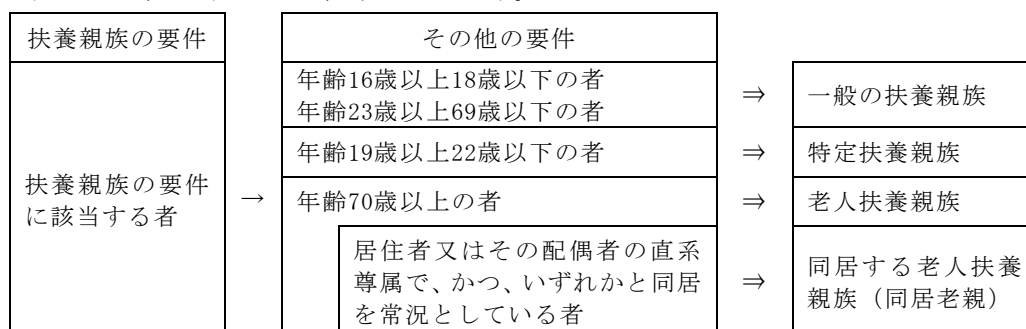 扶養親族の要件
その他の要件
扶養親族の要件
に該当する者
→
年齢16歳以上18歳以下の者
年齢23歳以上69歳以下の者
⇒
一般の扶養親族
年齢19歳以上22歳以下の者
⇒
特定扶養親族
年齢70歳以上の者
⇒
老人扶養親族
居住者又はその配偶者の直系
尊属で、かつ、いずれかと同居
を常況としている者
⇒
同居する老人扶養
親族（同居老親）